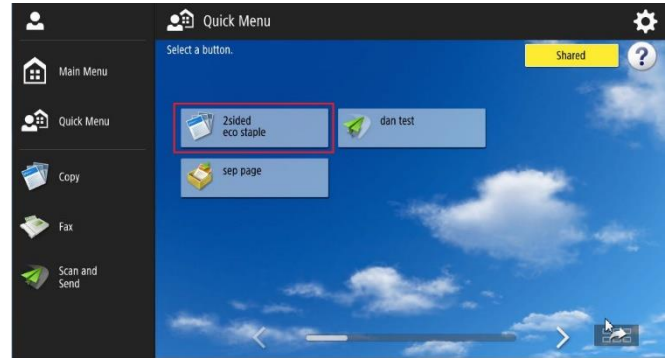 Quick Menu
Select a button.
Shared
?
Main Menu
Quick Menu
Copy
Fax
Scan and
Send
2sided
eco staple
dan test
sep page